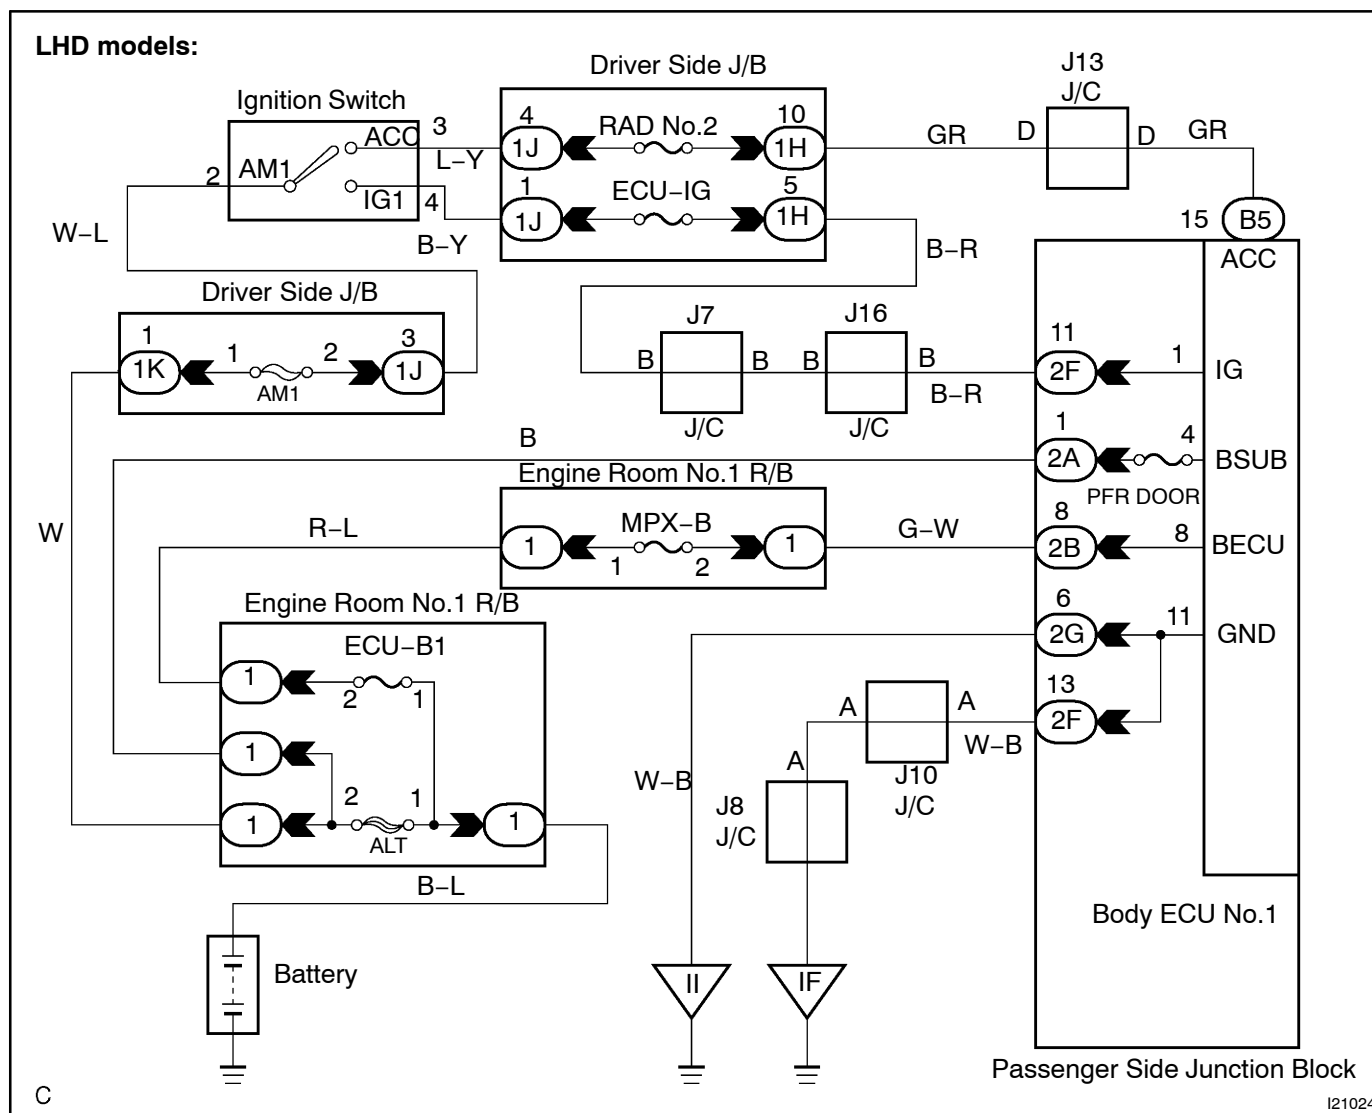 LHD models:
Driver Side J/B
J13
J/C
Ignition Switch
ACC
AM1
IG1
2
3
L–Y
4
B–Y
4
1J
RAD No.2
10
1H
1
1J
ECU–IG
5
1H
GR
D
D
GR
15
B5
ACC
W–L
B–R
Driver Side J/B
1
1K
1
2
AM1
3
1J
J7
B
B
J/C
J16
B
B
J/C
B–R
11
2F
1
IG
B
1
2A
4
BSUB
PFR DOOR
Engine Room No.1 R/B
W
R–L
1
MPX–B
1
2
1
G–W
8
2B
8
BECU
Engine Room No.1 R/B
6
2G
11
GND
ECU–B1
1
2
1
1
1
2
1
ALT
1
13
2F
A
A
W–B
J10
J/C
W–B
A
J8
J/C
B–L
Body ECU No.1
Battery
II
IF
Passenger Side Junction Block
C
I21024